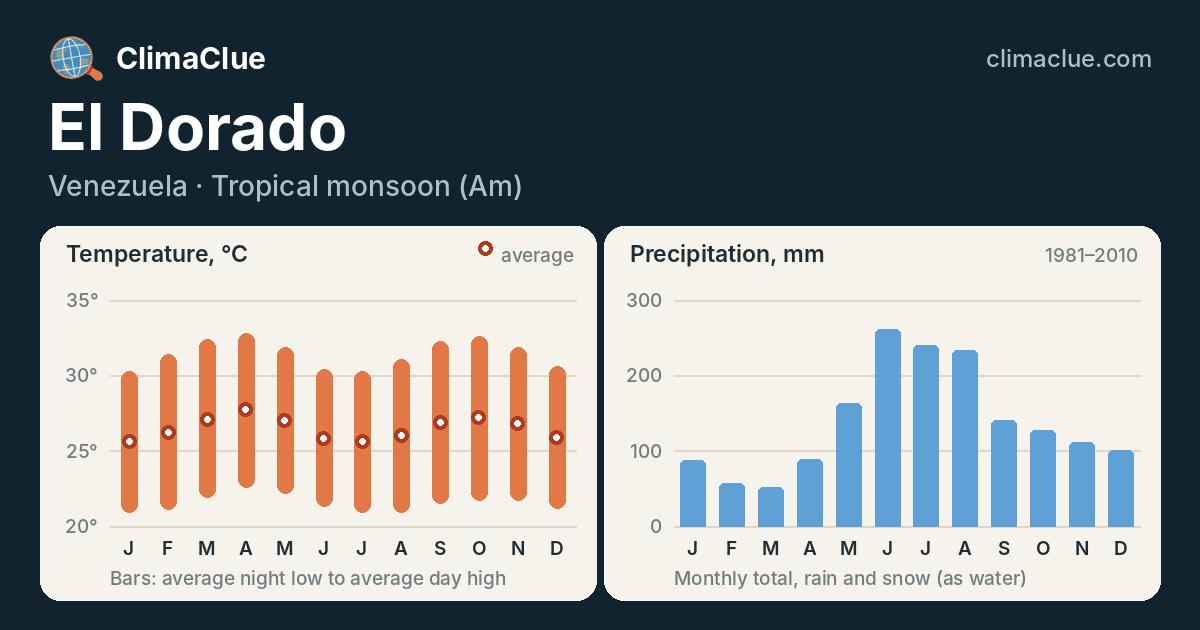 ClimaClue
climaclue.com
El Dorado
Venezuela · Tropical monsoon (Am)
Temperature, °C
average
35°
30°
25°
20°
J F M A M J J A S O N D
Bars: average night low to average day high
Precipitation, mm
1981–2010
300
200
100
0
J F M A M J J A S O N D
Monthly total, rain and snow (as water)